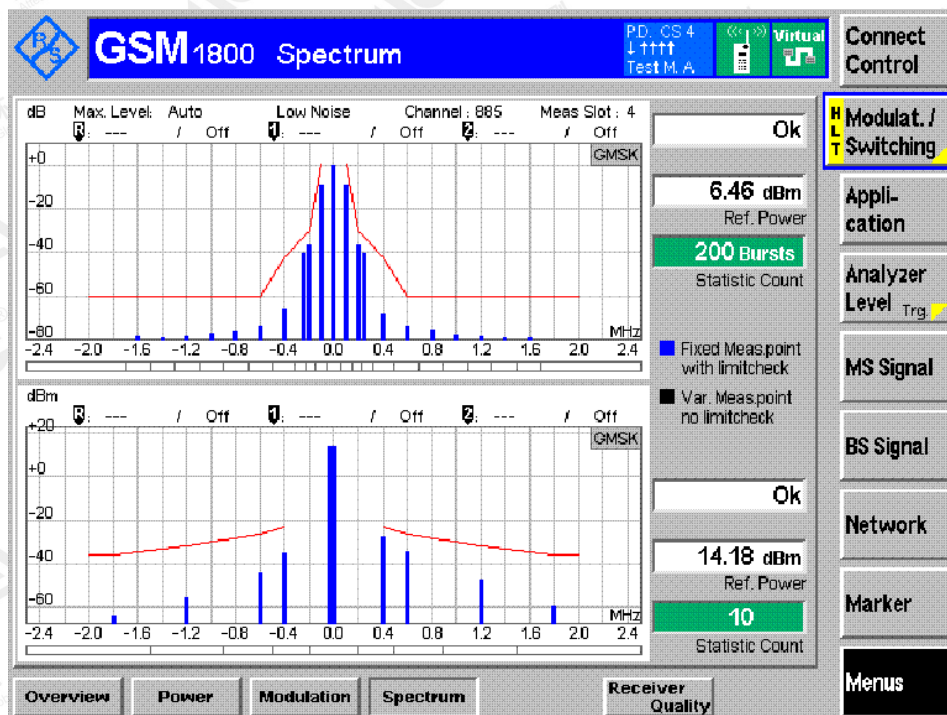 R S
GSM 1800 Spectrum
P.D. CS 4
↓↑↑↑↑
Test M. A.
Virtual
Connect Control
dB Max. Level: Auto Low Noise Channel : 885 Meas Slot : 4
R : --- / Off 1 : --- / Off 2 : --- / Off
GMSK
+0
-20
-40
-60
-80
MHz
-2.4 -2.0 -1.6 -1.2 -0.8 -0.4 0.0 0.4 0.8 1.2 1.6 2.0 2.4
Ok
6.46 dBm
Ref. Power
200 Bursts
Statistic Count
Fixed Meas.point
with limitcheck
Var. Meas.point
no limitcheck
dBm
R : --- / Off 1 : --- / Off 2 : --- / Off
GMSK
+20
+0
-20
-40
-60
MHz
-2.4 -2.0 -1.6 -1.2 -0.8 -0.4 0.0 0.4 0.8 1.2 1.6 2.0 2.4
Ok
14.18 dBm
Ref. Power
10
Statistic Count
HLT
Modulat. /
Switching
Appli-
cation
Analyzer
Level Trg.
MS Signal
BS Signal
Network
Marker
Menus
Overview
Power
Modulation
Spectrum
Receiver
Quality